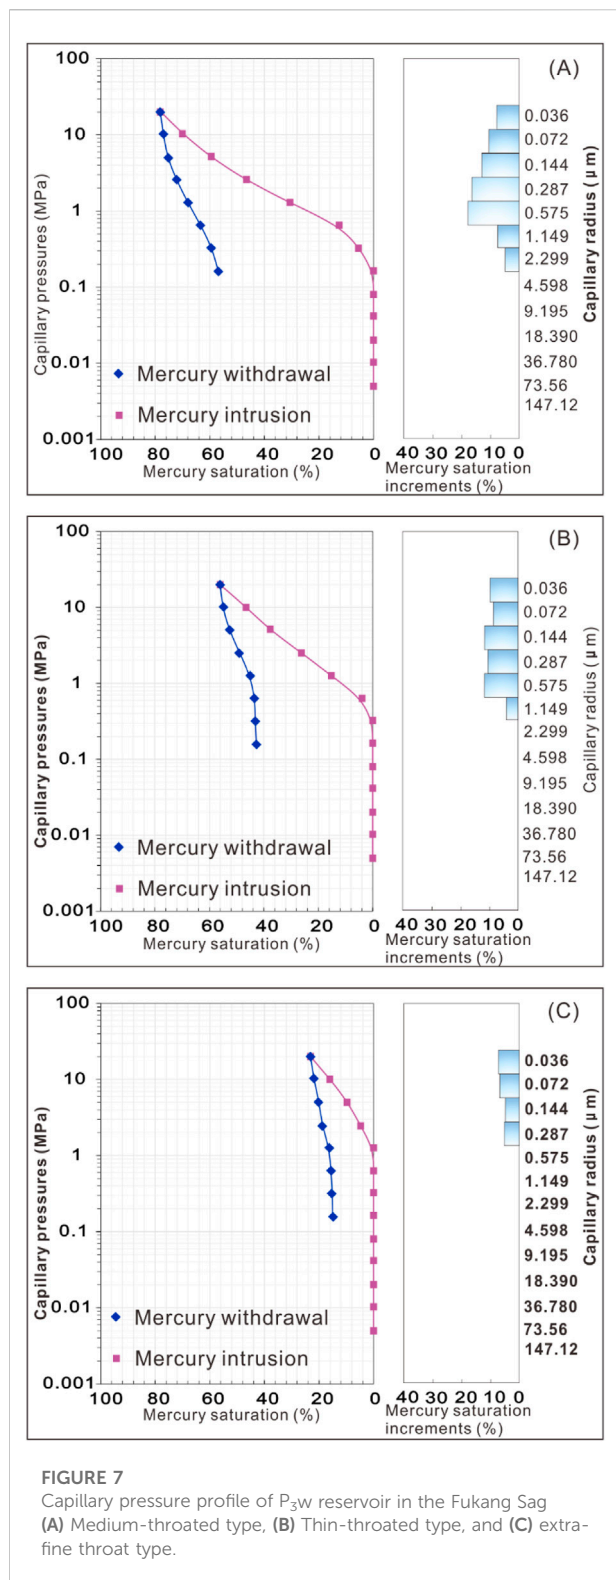 (A)
Capillary pressures (MPa)
100
10
1
0.1
0.01
0.001
Mercury withdrawal
Mercury intrusion
100 80 60 40 20 0
Mercury saturation (%)
0.036
0.072
0.144
0.287
0.575
1.149
2.299
4.598
9.195
18.390
36.780
73.56
147.12
Capillary radius (μm)
40 30 20 10 0
Mercury saturation
increments (%)
(B)
Capillary pressures (MPa)
100
10
1
0.1
0.01
0.001
Mercury withdrawal
Mercury intrusion
100 80 60 40 20 0
Mercury saturation (%)
0.036
0.072
0.144
0.287
0.575
1.149
2.299
4.598
9.195
18.390
36.780
73.56
147.12
Capillary radius (μm)
40 30 20 10 0
Mercury saturation
increments (%)
(C)
Capillary pressures (MPa)
100
10
1
0.1
0.01
0.001
Mercury withdrawal
Mercury intrusion
100 80 60 40 20 0
Mercury saturation (%)
0.036
0.072
0.144
0.287
0.575
1.149
2.299
4.598
9.195
18.390
36.780
73.56
147.12
Capillary radius (μm)
40 30 20 10 0
Mercury saturation
increments (%)
FIGURE 7
Capillary pressure profile of P₃w reservoir in the Fukang Sag
(A) Medium-throated type, (B) Thin-throated type, and (C) extra-
fine throat type.